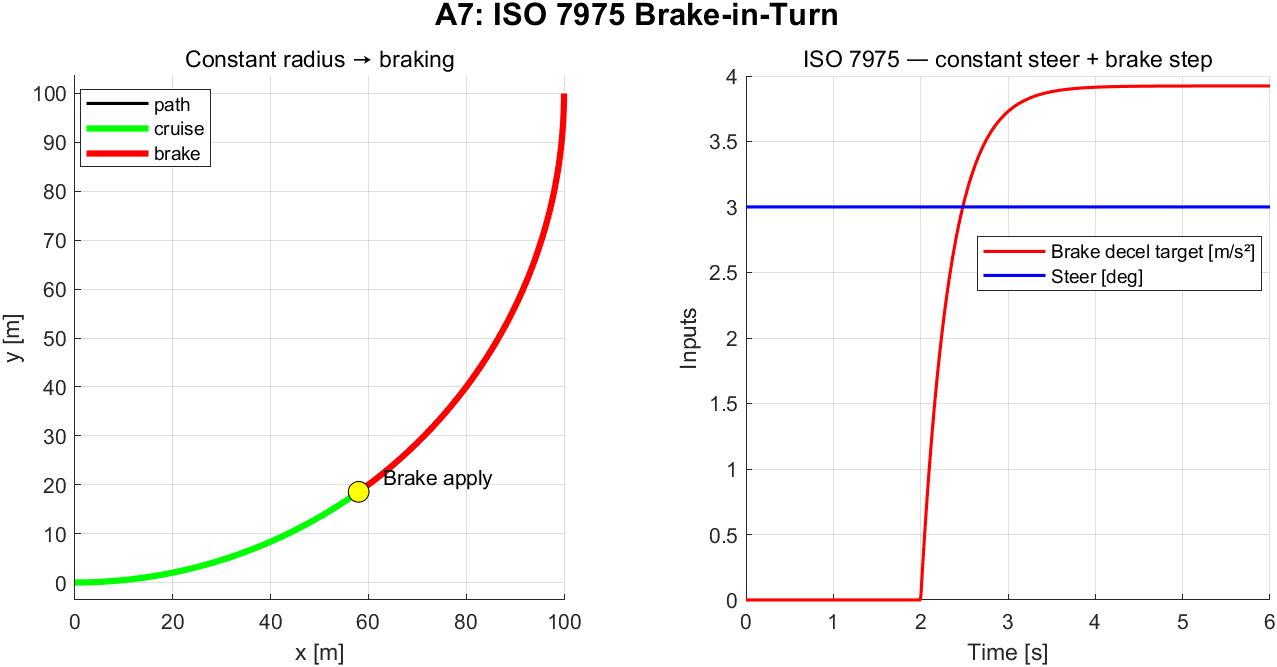 A7: ISO 7975 Brake-in-Turn
Constant radius → braking
path
cruise
brake
100
90
80
70
60
50
40
30
20
10
0
y [m]
Brake apply
0 20 40 60 80 100
x [m]
ISO 7975 — constant steer + brake step
4
3.5
3
2.5
2
1.5
1
0.5
0
Inputs
Brake decel target [m/s²]
Steer [deg]
0 1 2 3 4 5 6
Time [s]